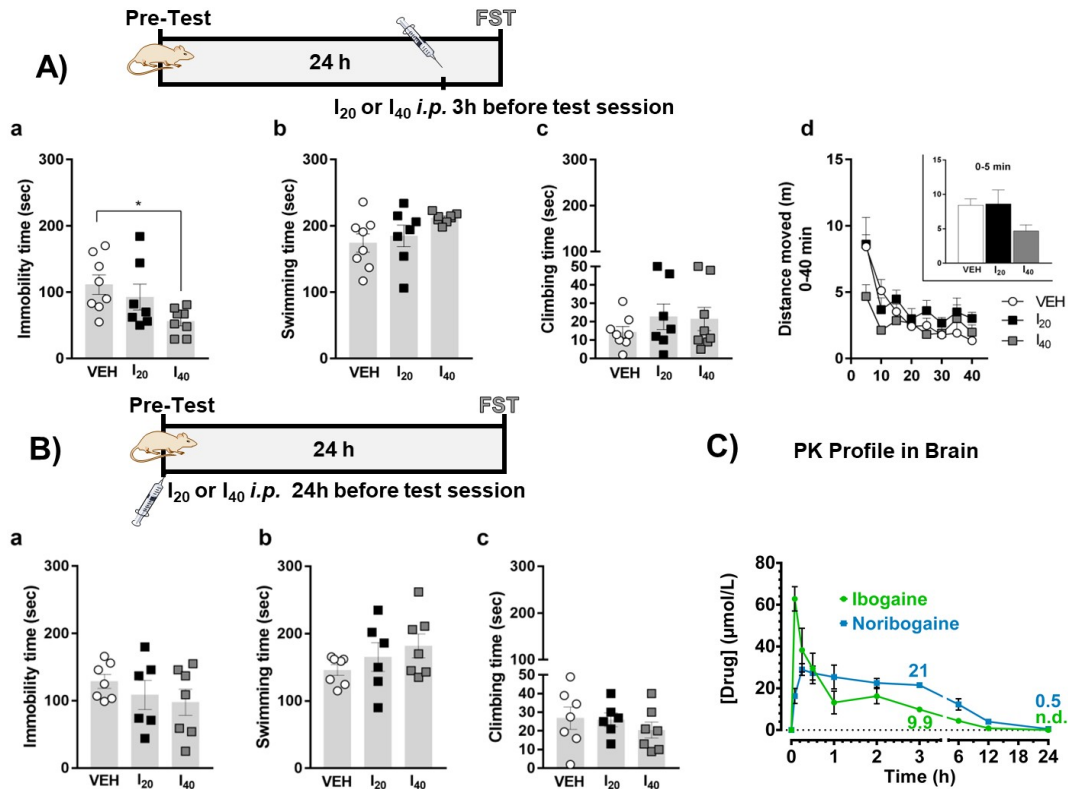 Pre-Test
FST
A)
24 h
I20 or I40 i.p. 3h before test session
a
Immobility time (sec)
300
200
100
0
*
VEH
I20
I40
b
Swimming time (sec)
300
200
100
0
VEH
I20
I40
c
Climbing time (sec)
300
250
200
150
100
50
40
30
20
10
0
VEH
I20
I40
d
Distance moved (m)
0-40 min
15
10
5
0
0 10 20 30 40
0-5 min
15
10
5
0
VEH I20 I40
VEH
I20
I40
Pre-Test
FST
B)
24 h
I20 or I40 i.p. 24h before test session
a
Immobility time (sec)
300
200
100
0
VEH
I20
I40
b
Swimming time (sec)
300
200
100
0
VEH
I20
I40
c
Climbing time (sec)
300
250
200
150
100
50
40
30
20
10
0
VEH
I20
I40
C)
PK Profile in Brain
[Drug] (µmol/L)
80
60
40
20
0
Ibogaine
Noribogaine
21
9.9
0.5
n.d.
0 1 2 3 6 12 18 24
Time (h)